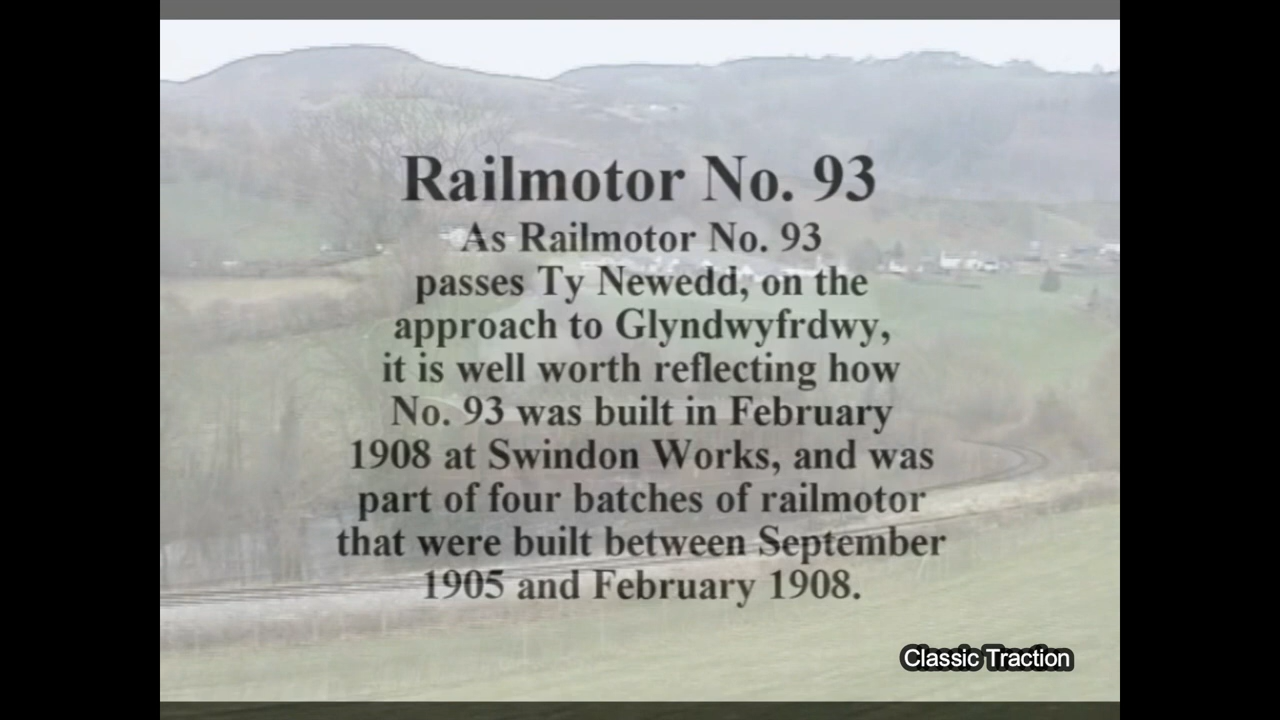 Railmotor No. 93
As Railmotor No. 93
passes Ty Newedd, on the
approach to Glyndwyfrdwy,
it is well worth reflecting how
No. 93 was built in February
1908 at Swindon Works, and was
part of four batches of railmotor
that were built between September
1905 and February 1908.
Classic Traction